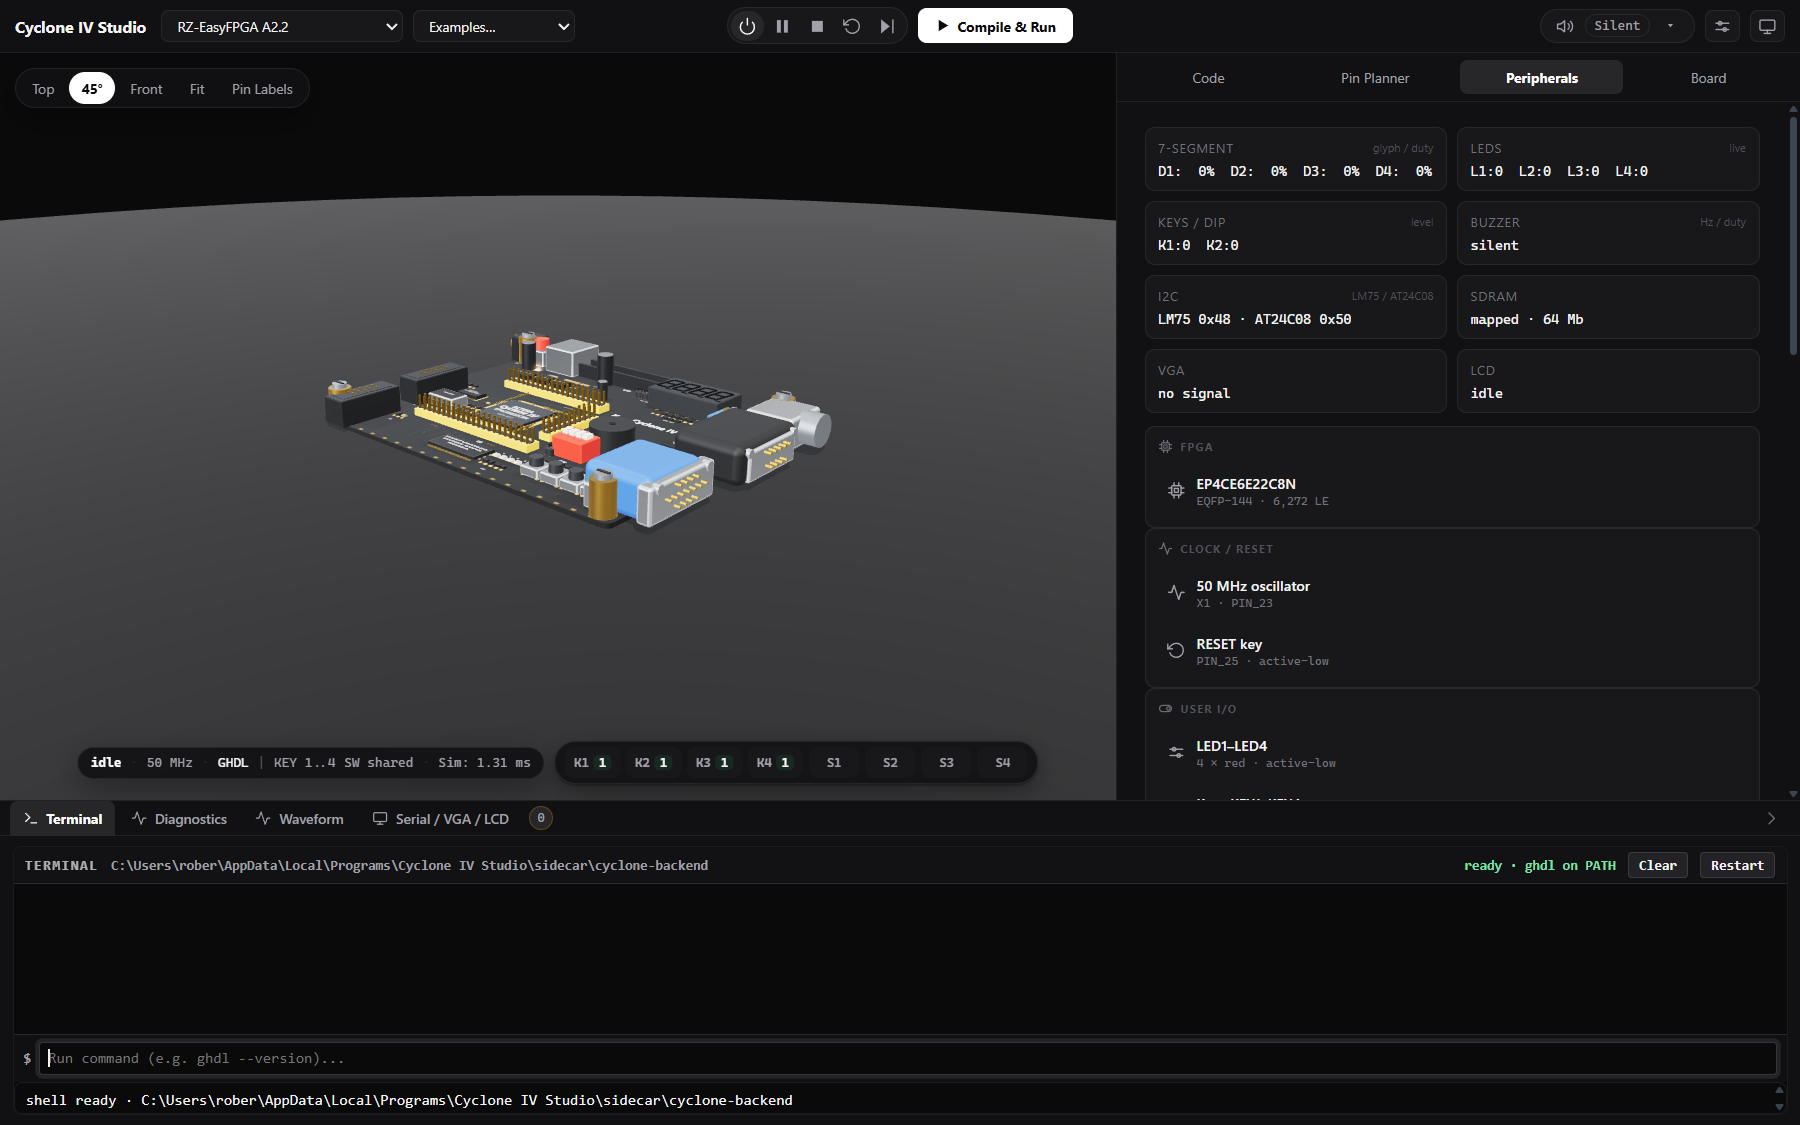 Cyclone IV Studio
RZ-EasyFPGA A2.2
Examples...
Compile & Run
Silent
Top
45°
Front
Fit
Pin Labels
Code
Pin Planner
Peripherals
Board
7-SEGMENT
glyph / duty
D1: 0% D2: 0% D3: 0% D4: 0%
LEDS
live
L1:0 L2:0 L3:0 L4:0
KEYS / DIP
level
K1:0 K2:0
BUZZER
Hz / duty
silent
I2C
LM75 / AT24C08
LM75 0x48 · AT24C08 0x50
SDRAM
mapped · 64 Mb
VGA
no signal
LCD
idle
FPGA
EP4CE6E22C8N
EQFP-144 · 6,272 LE
CLOCK / RESET
50 MHz oscillator
X1 · PIN_23
RESET key
PIN_25 · active-low
USER I/O
LED1–LED4
4 × red · active-low
Cyclone IV
idle · 50 MHz · GHDL | KEY 1..4 SW shared · Sim: 1.31 ms
K1 1
K2 1
K3 1
K4 1
S1
S2
S3
S4
Terminal
Diagnostics
Waveform
Serial / VGA / LCD
0
TERMINAL C:\Users\rober\AppData\Local\Programs\Cyclone IV Studio\sidecar\cyclone-backend
ready · ghdl on PATH
Clear
Restart
$ Run command (e.g. ghdl --version)...
shell ready · C:\Users\rober\AppData\Local\Programs\Cyclone IV Studio\sidecar\cyclone-backend